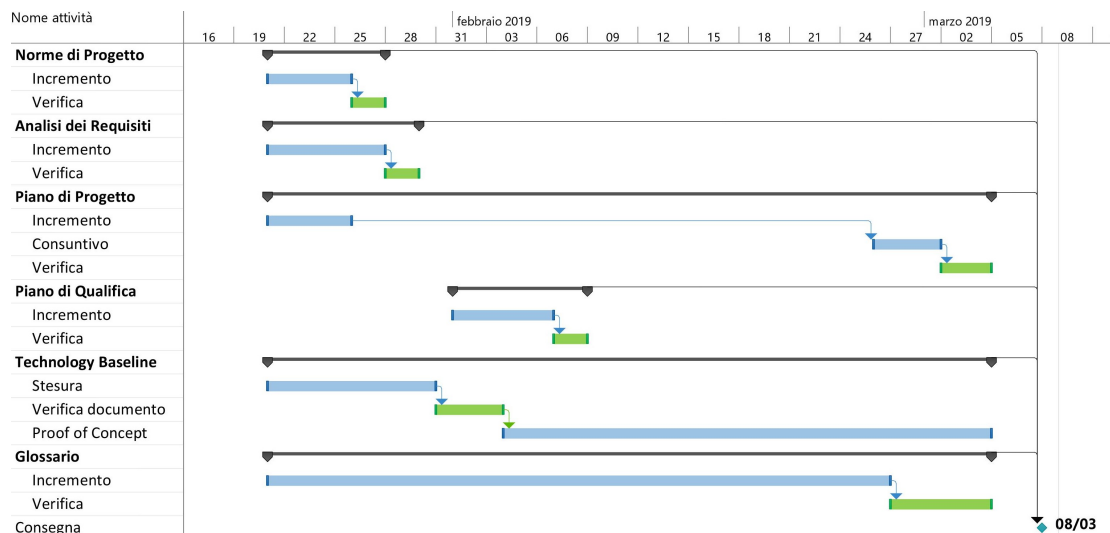 Nome attività
febbraio 2019
marzo 2019
16 19 22 25 28 31 03 06 09 12 15 18 21 24 27 02 05 08
Norme di Progetto
Incremento
Verifica
Analisi dei Requisiti
Incremento
Verifica
Piano di Progetto
Incremento
Consuntivo
Verifica
Piano di Qualifica
Incremento
Verifica
Technology Baseline
Stesura
Verifica documento
Proof of Concept
Glossario
Incremento
Verifica
Consegna
08/03